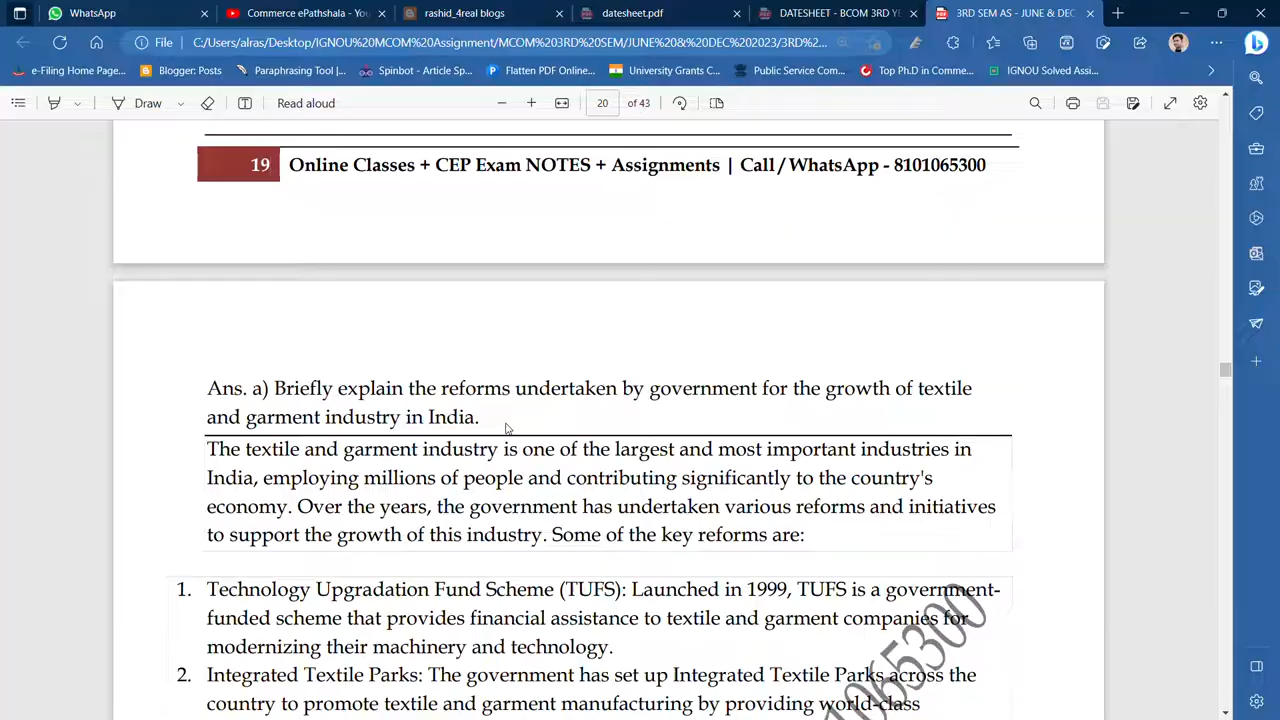 WhatsApp
Commerce ePathshala - YouTube
rashid_4real blogs
datesheet.pdf
DATESHEET - BCOM 3RD YE
3RD SEM AS - JUNE & DEC
File
C:/Users/alras/Desktop/IGNOU%20MCOM%20Assignment/MCOM%203RD%20SEM/JUNE%20&%20DEC%202023/3RD%2...
e-Filing Home Page...
Blogger: Posts
Paraphrasing Tool |...
Spinbot - Article Sp...
Flatten PDF Online...
University Grants C...
Public Service Com...
Top Ph.D in Comme...
IGNOU Solved Assi...
Draw
Read aloud
20
of 43
19 Online Classes + CEP Exam NOTES + Assignments | Call / WhatsApp - 8101065300
Ans. a) Briefly explain the reforms undertaken by government for the growth of textile
and garment industry in India.
The textile and garment industry is one of the largest and most important industries in
India, employing millions of people and contributing significantly to the country's
economy. Over the years, the government has undertaken various reforms and initiatives
to support the growth of this industry. Some of the key reforms are:
1. Technology Upgradation Fund Scheme (TUFS): Launched in 1999, TUFS is a government-
funded scheme that provides financial assistance to textile and garment companies for
modernizing their machinery and technology.
2. Integrated Textile Parks: The government has set up Integrated Textile Parks across the
country to promote textile and garment manufacturing by providing world-class
1065300